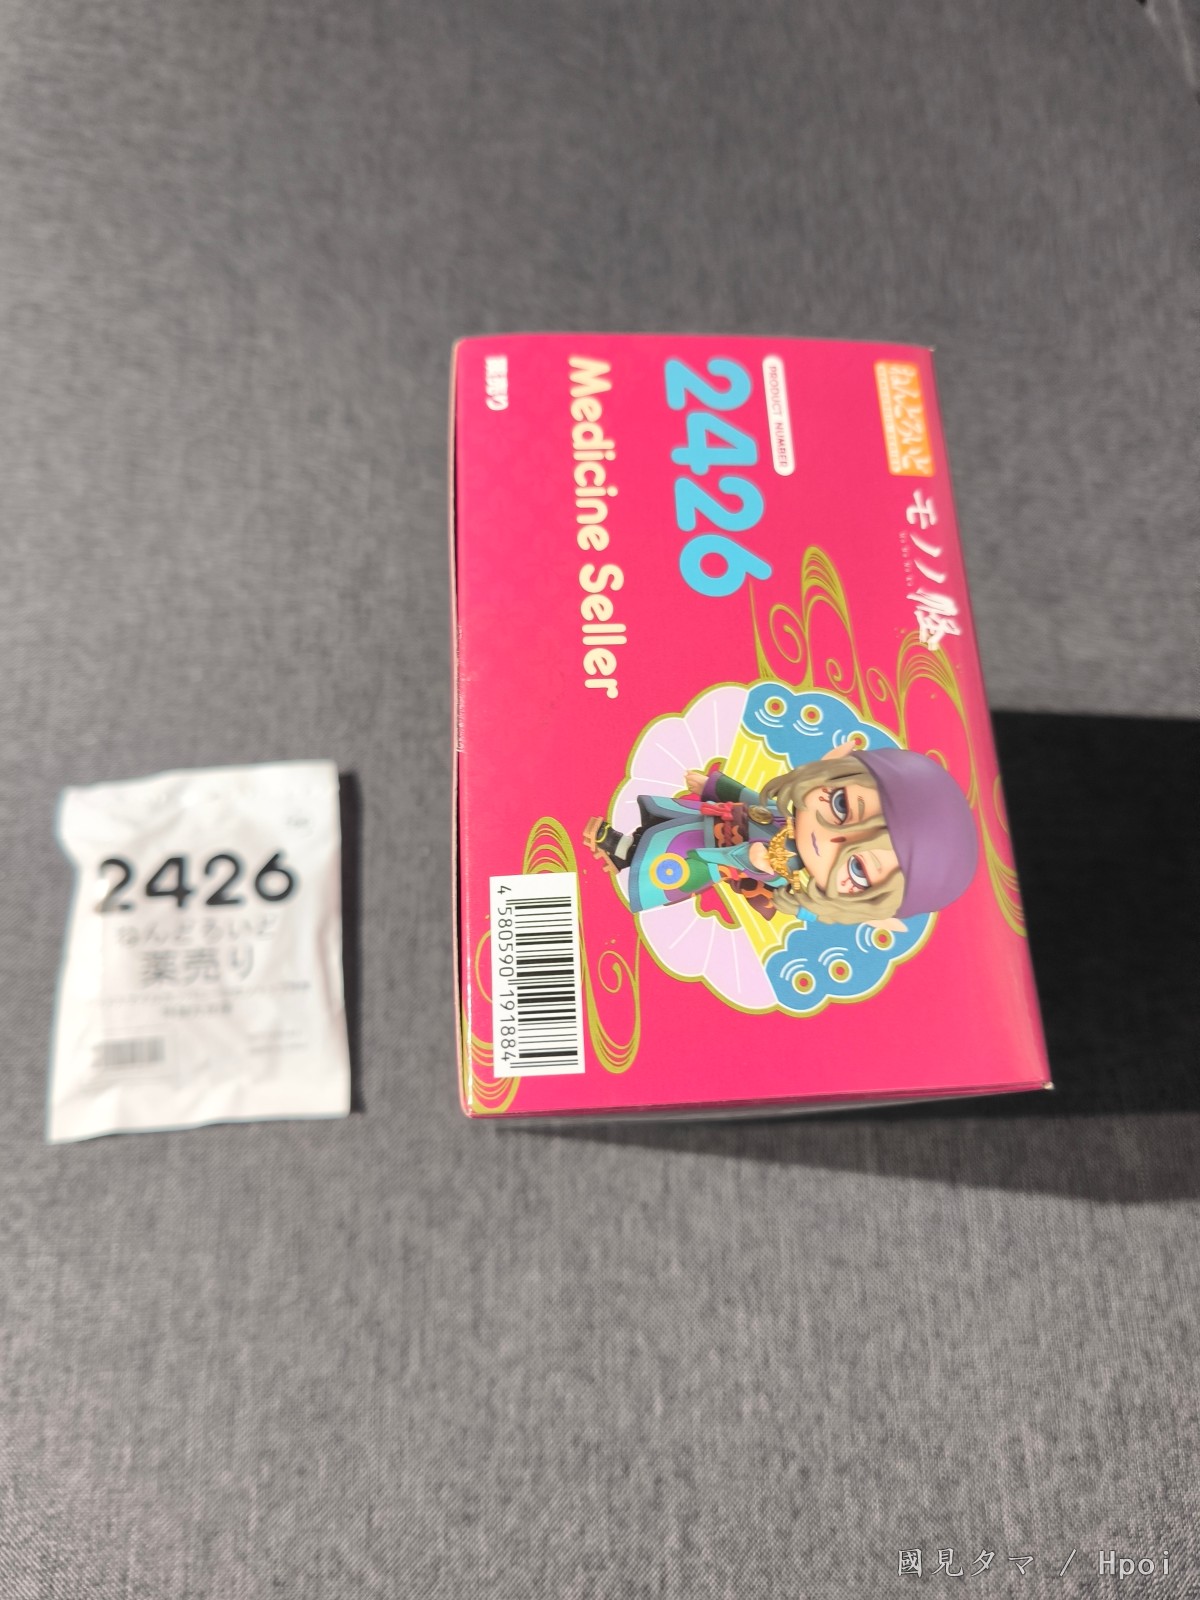 2426
ねんどろいど
薬売り
ねんどろいど
モノノ怪
PRODUCT NUMBER
2426
Medicine Seller
薬売り
4 580590 191884
國見タマ / Hpoi